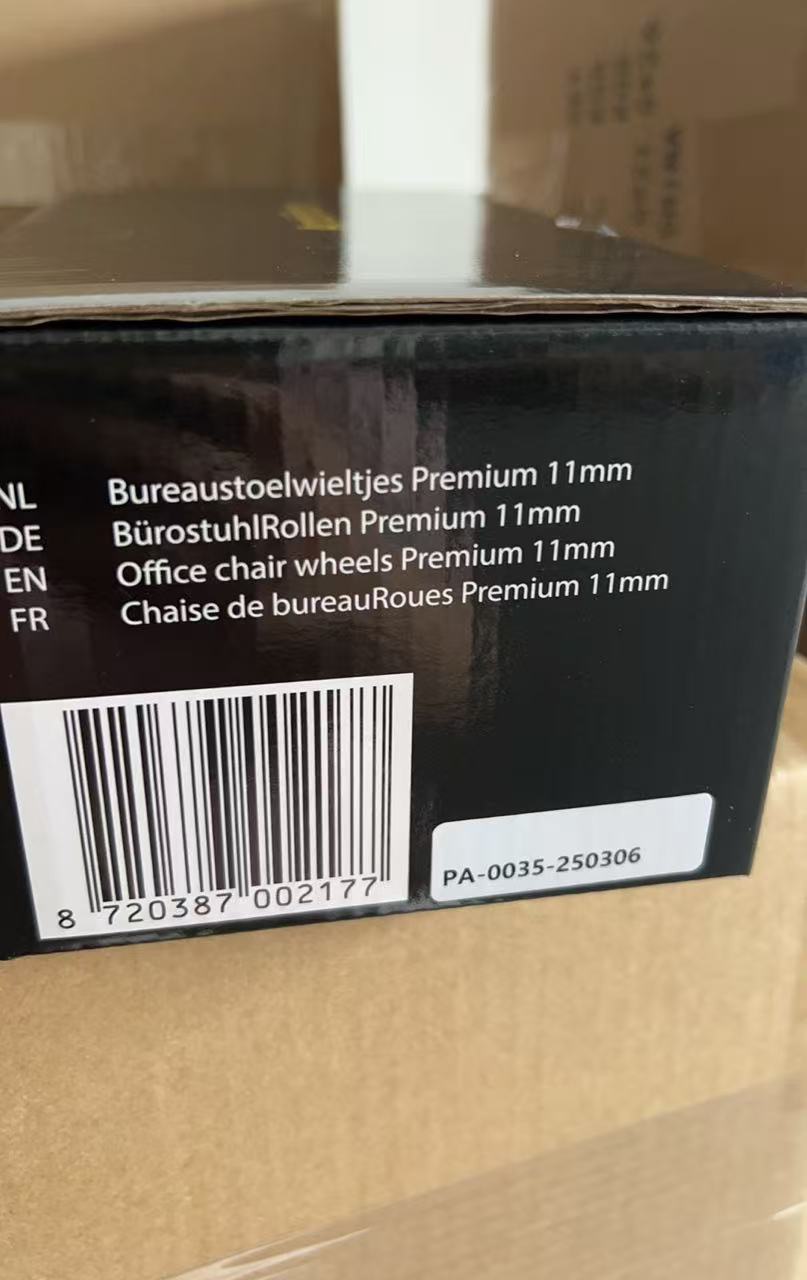 NL Bureaustoelwieltjes Premium 11mm
DE BürostuhlRollen Premium 11mm
EN Office chair wheels Premium 11mm
FR Chaise de bureauRoues Premium 11mm
8 720387 002177
PA-0035-250306